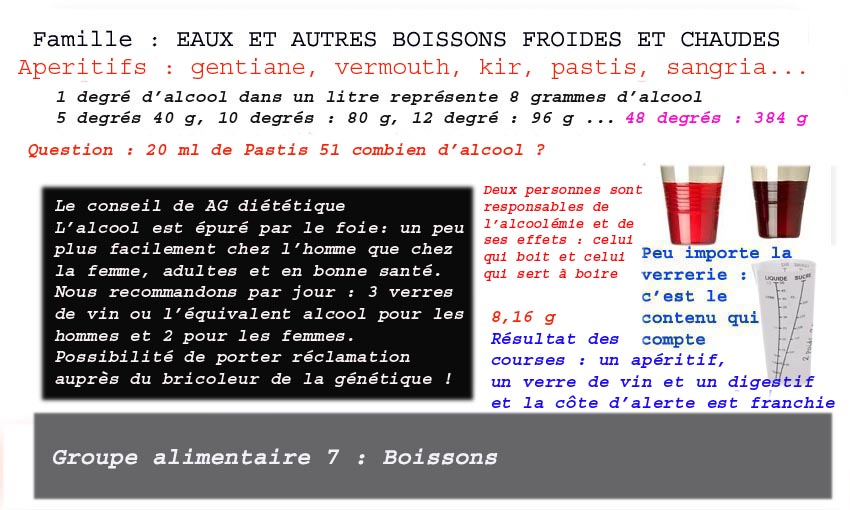 Famille : EAUX ET AUTRES BOISSONS FROIDES ET CHAUDES
Aperitifs : gentiane, vermouth, kir, pastis, sangria...
1 degré d'alcool dans un litre représente 8 grammes d'alcool
5 degrés 40 g, 10 degrés : 80 g, 12 degré : 96 g ... 48 degrés : 384 g
Question : 20 ml de Pastis 51 combien d'alcool ?
Le conseil de AG diététique
L'alcool est épuré par le foie: un peu
plus facilement chez l'homme que chez
la femme, adultes et en bonne santé.
Nous recommandons par jour : 3 verres
de vin ou l'équivalent alcool pour les
hommes et 2 pour les femmes.
Possibilité de porter réclamation
auprès du bricoleur de la génétique !
Deux personnes sont
responsables de
l'alcoolémie et de
ses effets : celui
qui boit et celui
qui sert à boire
Peu importe la
verrerie :
c'est le
contenu qui
compte
LIQUIDE SUCRE
8,16 g
Résultat des
courses : un apéritif,
un verre de vin et un digestif
et la côte d'alerte est franchie
Groupe alimentaire 7 : Boissons